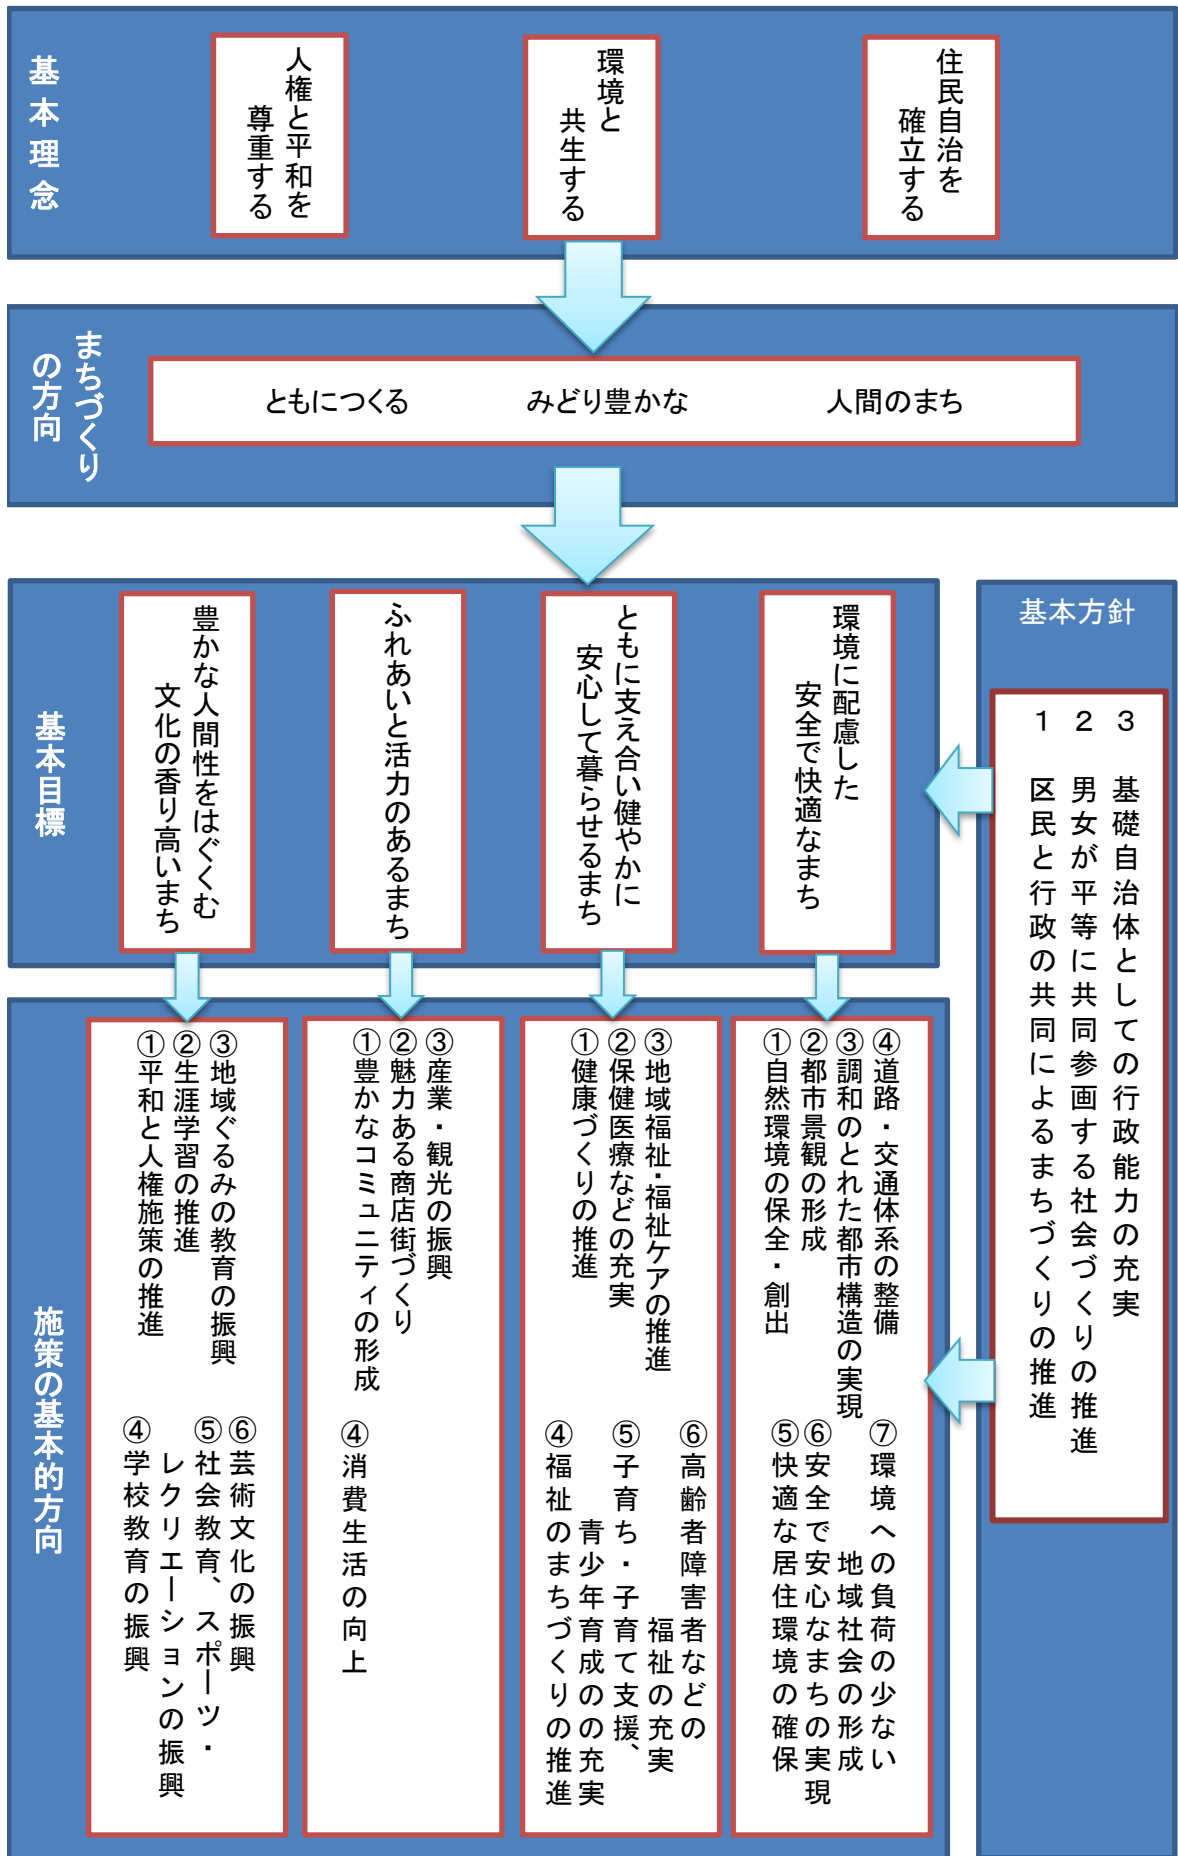 基本理念
住民自治を
確立する
環境と
共生する
人権と平和を
尊重する
まちづくり
の方向
ともにつくる　みどり豊かな　人間のまち
基本方針
3　基礎自治体としての行政能力の充実
2　男女が平等に共同参画する社会づくりの推進
1　区民と行政の共同によるまちづくりの推進
基本目標
環境に配慮した
安全で快適なまち
ともに支え合い健やかに
安心して暮らせるまち
ふれあいと活力のあるまち
豊かな人間性をはぐくむ
文化の香り高いまち
施策の基本的方向
④道路・交通体系の整備
③調和のとれた都市構造の実現
②都市景観の形成
①自然環境の保全・創出
⑦環境への負荷の少ない
地域社会の形成
⑥安全で安心なまちの実現
⑤快適な居住環境の確保
③地域福祉・福祉ケアの推進
②保健医療などの充実
①健康づくりの推進
⑥高齢者障害者などの
福祉の充実
⑤子育ち・子育て支援、
青少年育成のの充実
④福祉のまちづくりの推進
③産業・観光の振興
②魅力ある商店街づくり
①豊かなコミュニティの形成
④消費生活の向上
③地域ぐるみの教育の振興
②生涯学習の推進
①平和と人権施策の推進
⑥芸術文化の振興
⑤社会教育、スポーツ・
レクリエーションの振興
④学校教育の振興